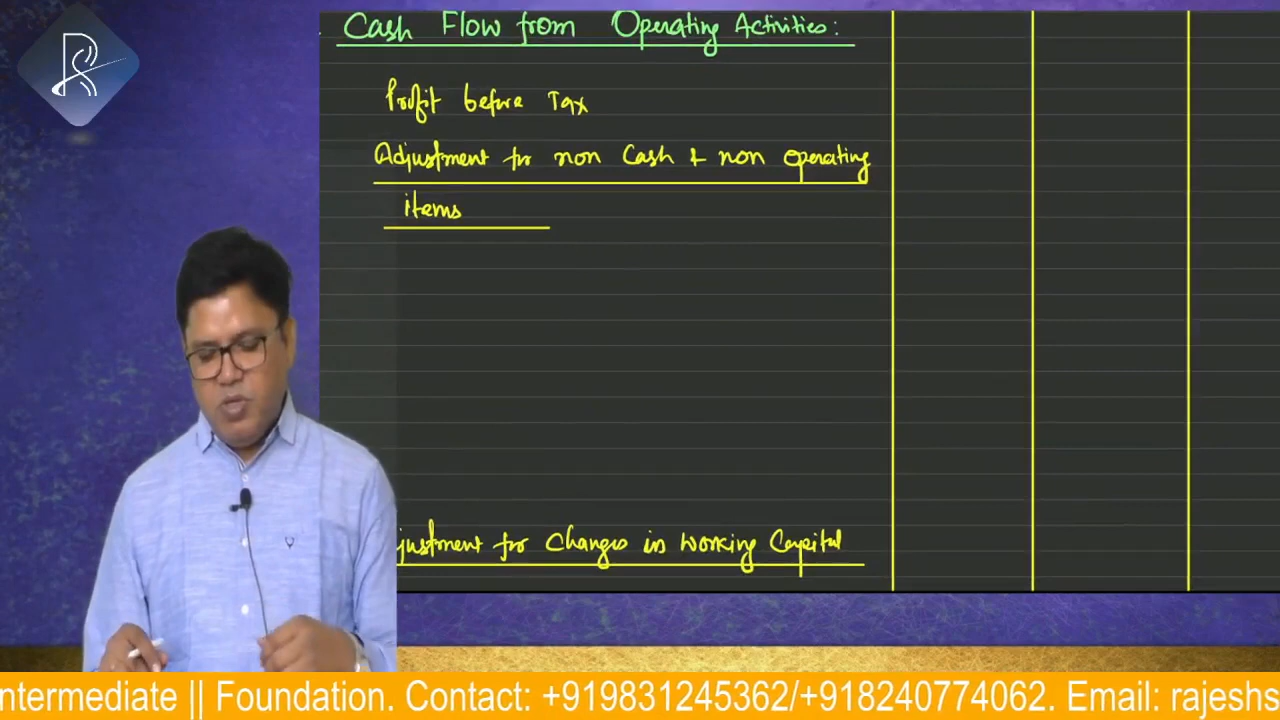 Cash Flow from Operating Activities:
Profit before Tax
Adjustment for non Cash & non operating
items
justment for Changes in Working Capital
ntermediate || Foundation. Contact: +919831245362/+918240774062. Email: rajeshs